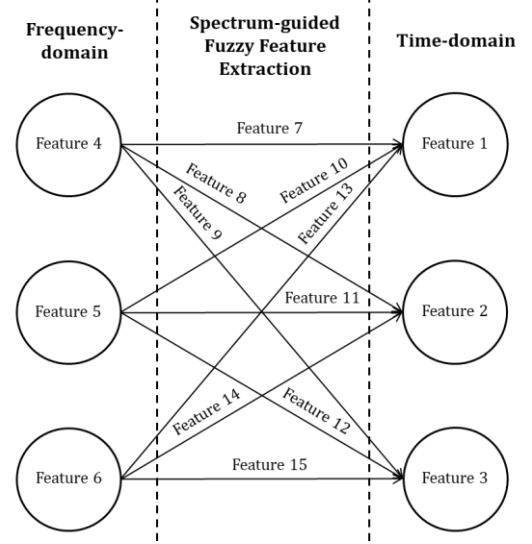 Frequency-
domain
Spectrum-guided
Fuzzy Feature
Extraction
Time-domain
Feature 4
Feature 7
Feature 1
Feature 8
Feature 10
Feature 9
Feature 13
Feature 5
Feature 11
Feature 2
Feature 14
Feature 12
Feature 6
Feature 15
Feature 3